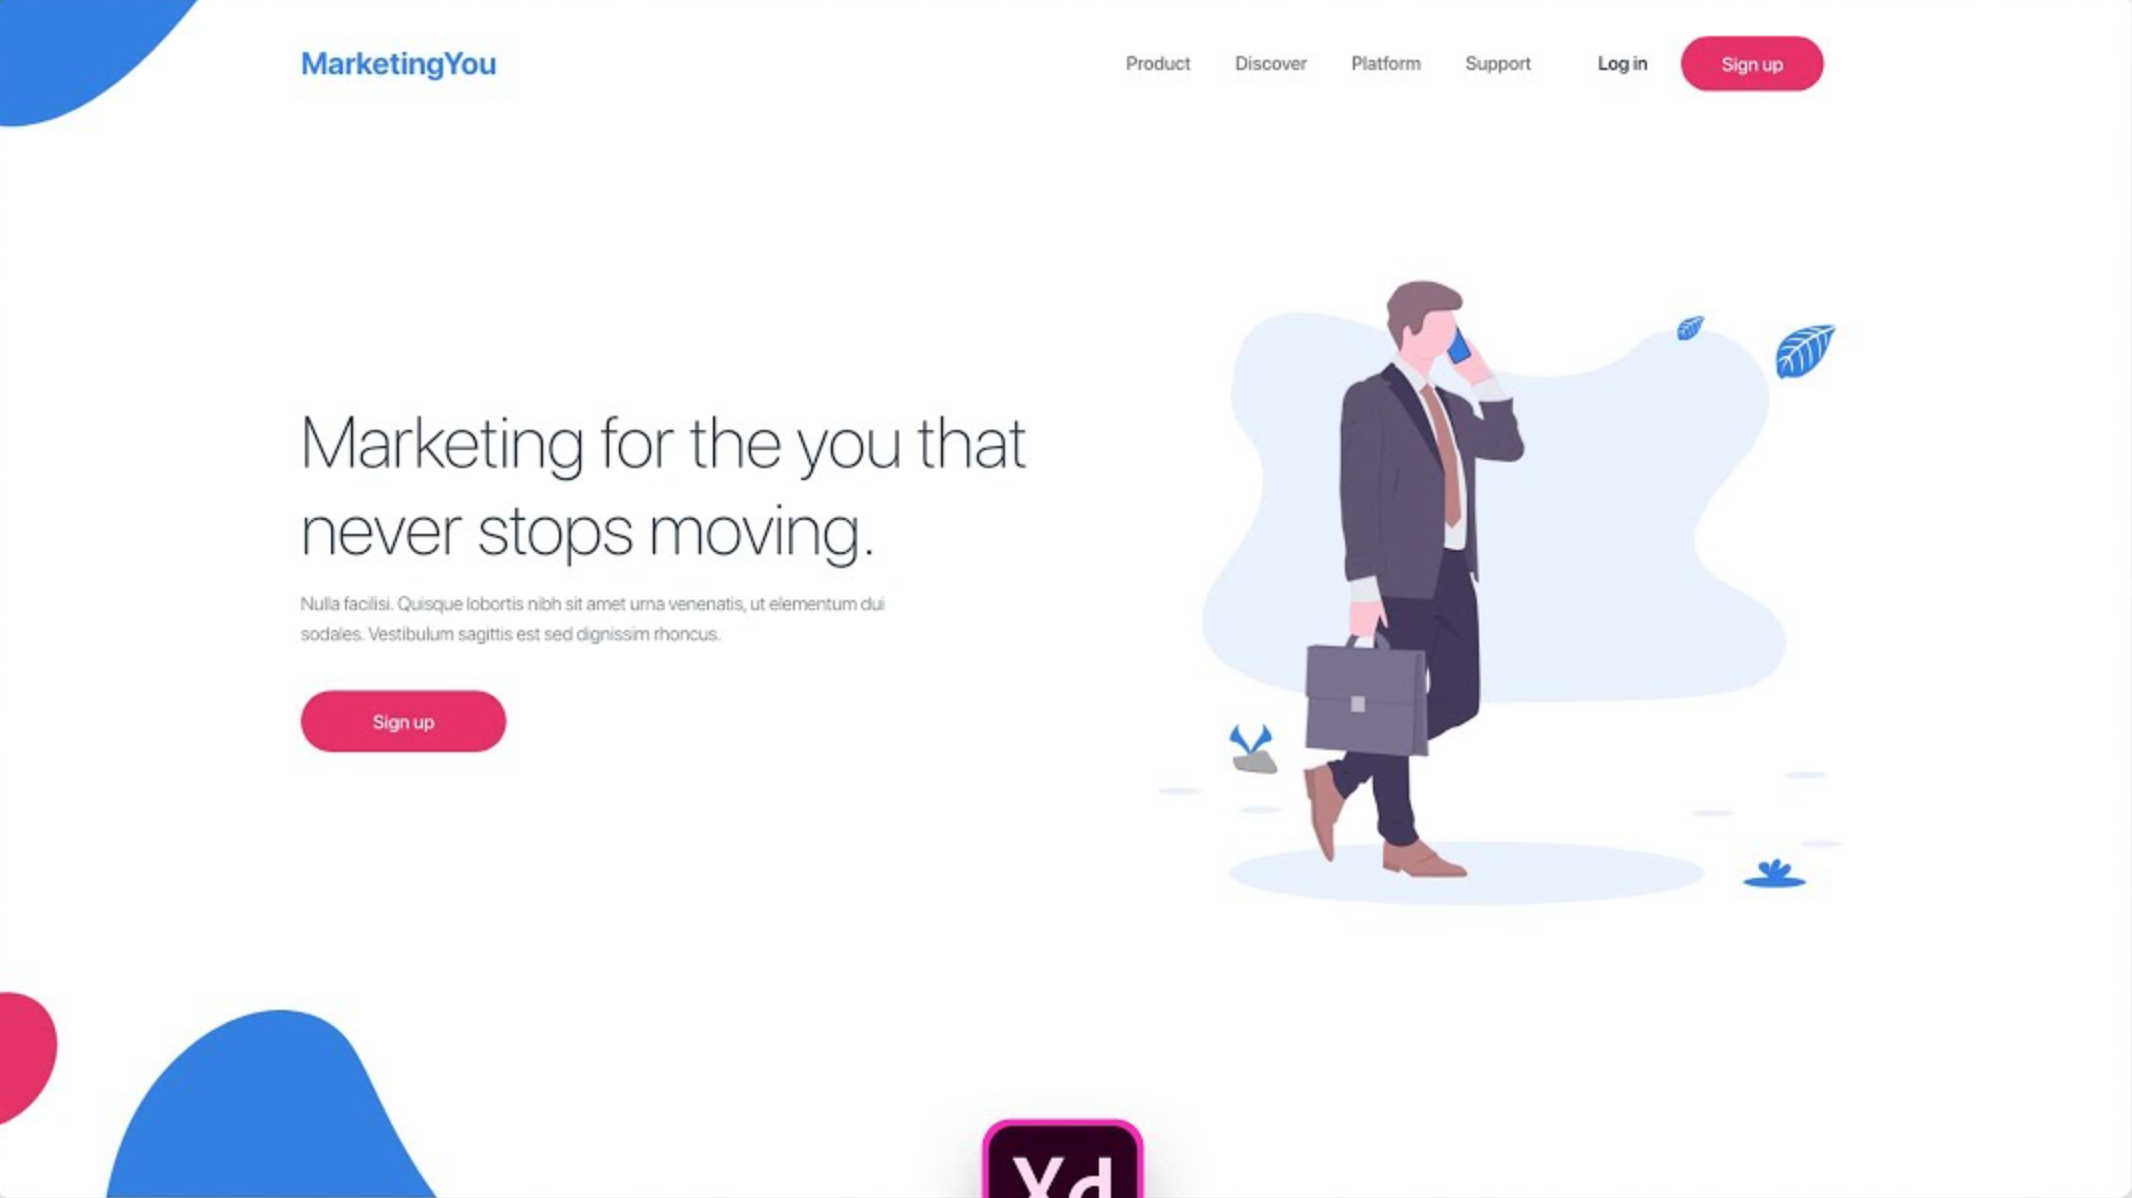 MarketingYou
Product Discover Platform Support Log in Sign up
Marketing for the you that
never stops moving.
Nulla facilisi. Quisque lobortis nibh sit amet urna venenatis, ut elementum dui
sodales. Vestibulum sagittis est sed dignissim rhoncus.
Sign up
Xd